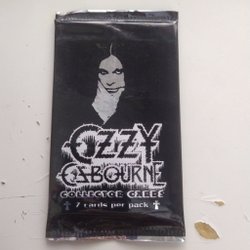 OZZY
OSBOURNE
COLLECTOR CARDS
7 cards per pack